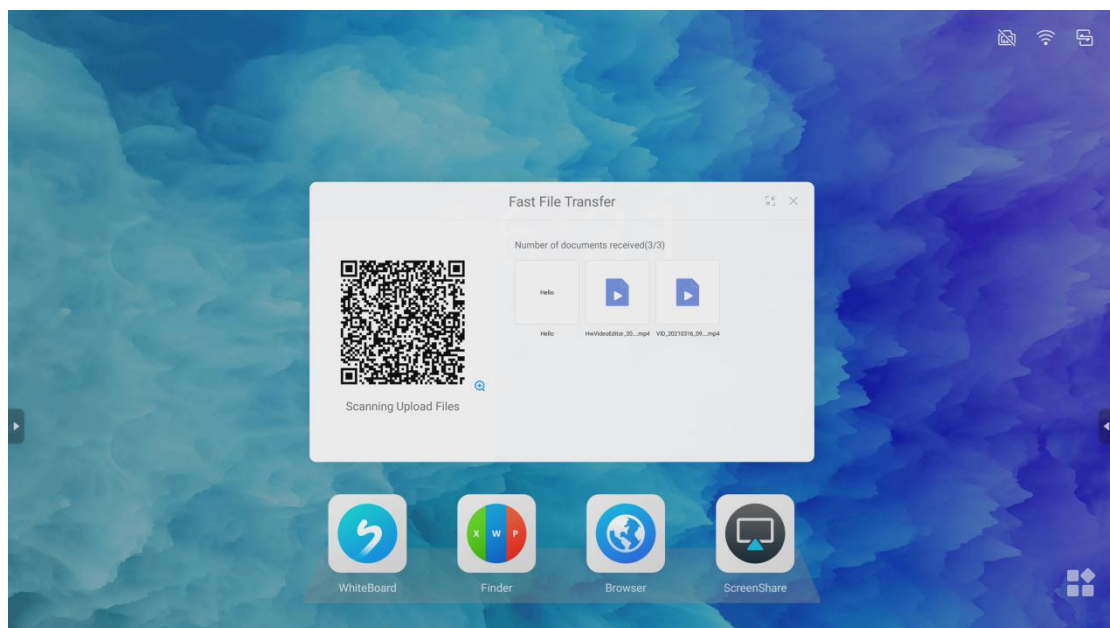 Fast File Transfer
Number of documents received(3/3)
Hello
Hello
HwVideoEditor_20...mp4
VID_20210316_09...mp4
Scanning Upload Files
X W P
WhiteBoard
Finder
Browser
ScreenShare